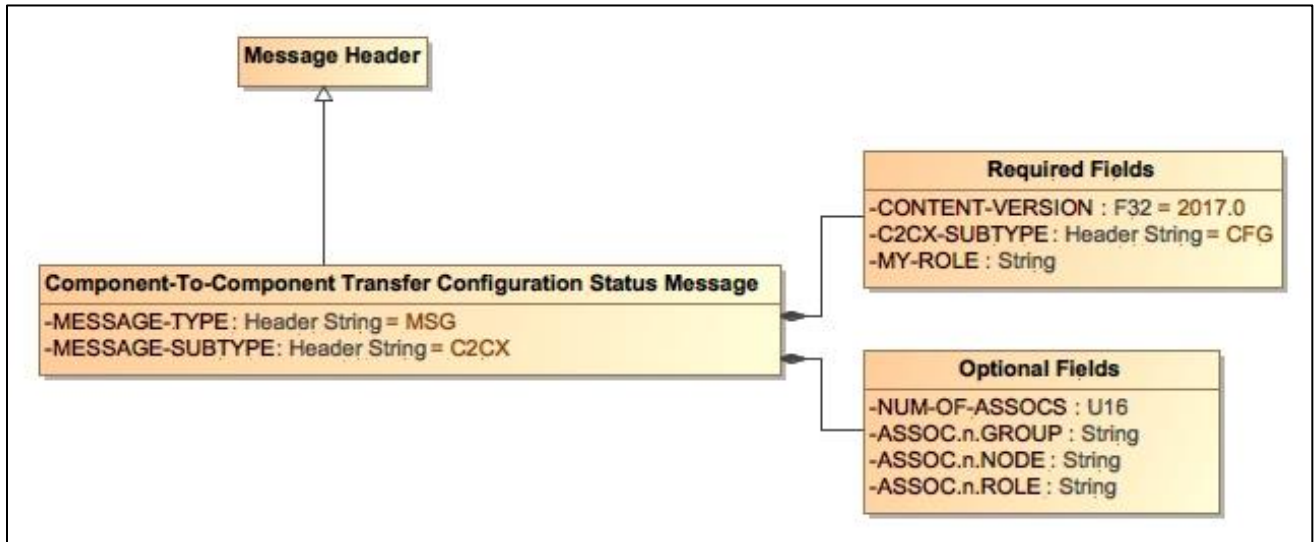 Message Header
Required Fields
-CONTENT-VERSION : F32 = 2017.0
-C2CX-SUBTYPE : Header String = CFG
-MY-ROLE : String
Component-To-Component Transfer Configuration Status Message
-MESSAGE-TYPE : Header String = MSG
-MESSAGE-SUBTYPE : Header String = C2CX
Optional Fields
-NUM-OF-ASSOCS : U16
-ASSOC.n.GROUP : String
-ASSOC.n.NODE : String
-ASSOC.n.ROLE : String